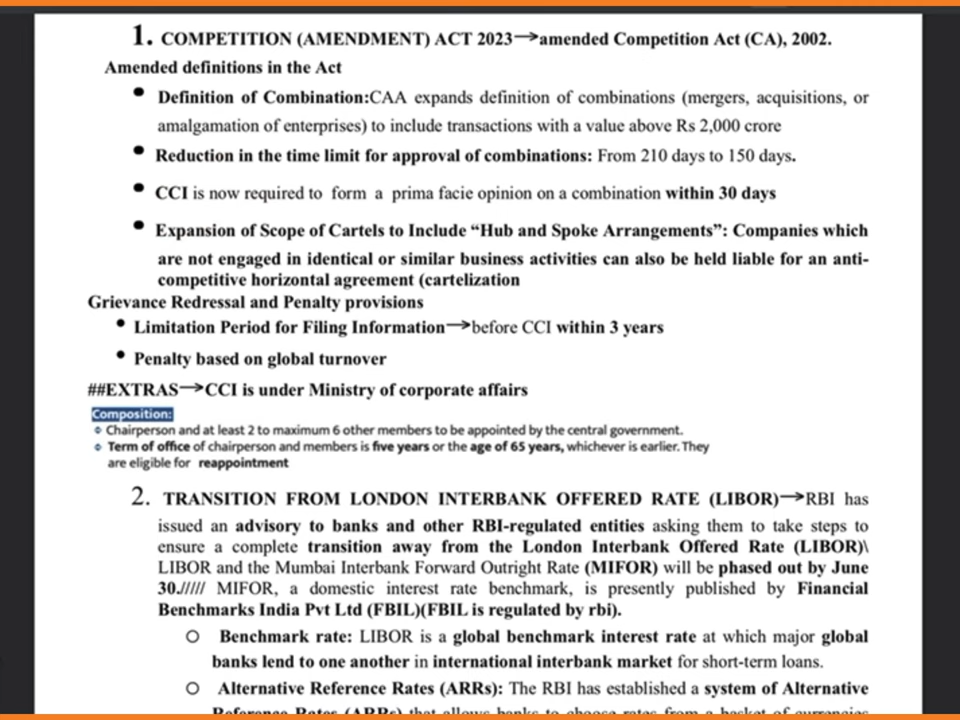 1. COMPETITION (AMENDMENT) ACT 2023→amended Competition Act (CA), 2002.
Amended definitions in the Act
• Definition of Combination:CAA expands definition of combinations (mergers, acquisitions, or
amalgamation of enterprises) to include transactions with a value above Rs 2,000 crore
• Reduction in the time limit for approval of combinations: From 210 days to 150 days.
• CCI is now required to form a prima facie opinion on a combination within 30 days
• Expansion of Scope of Cartels to Include “Hub and Spoke Arrangements”: Companies which
are not engaged in identical or similar business activities can also be held liable for an anti-
competitive horizontal agreement (cartelization
Grievance Redressal and Penalty provisions
• Limitation Period for Filing Information→before CCI within 3 years
• Penalty based on global turnover
##EXTRAS→CCI is under Ministry of corporate affairs
Composition:
Chairperson and at least 2 to maximum 6 other members to be appointed by the central government.
Term of office of chairperson and members is five years or the age of 65 years, whichever is earlier. They
are eligible for reappointment
2. TRANSITION FROM LONDON INTERBANK OFFERED RATE (LIBOR)→RBI has
issued an advisory to banks and other RBI-regulated entities asking them to take steps to
ensure a complete transition away from the London Interbank Offered Rate (LIBOR)\
LIBOR and the Mumbai Interbank Forward Outright Rate (MIFOR) will be phased out by June
30.///// MIFOR, a domestic interest rate benchmark, is presently published by Financial
Benchmarks India Pvt Ltd (FBIL)(FBIL is regulated by rbi).
○ Benchmark rate: LIBOR is a global benchmark interest rate at which major global
banks lend to one another in international interbank market for short-term loans.
○ Alternative Reference Rates (ARRs): The RBI has established a system of Alternative
Reference Rates (ARRs) that allows banks to choose rates from a basket of currencies